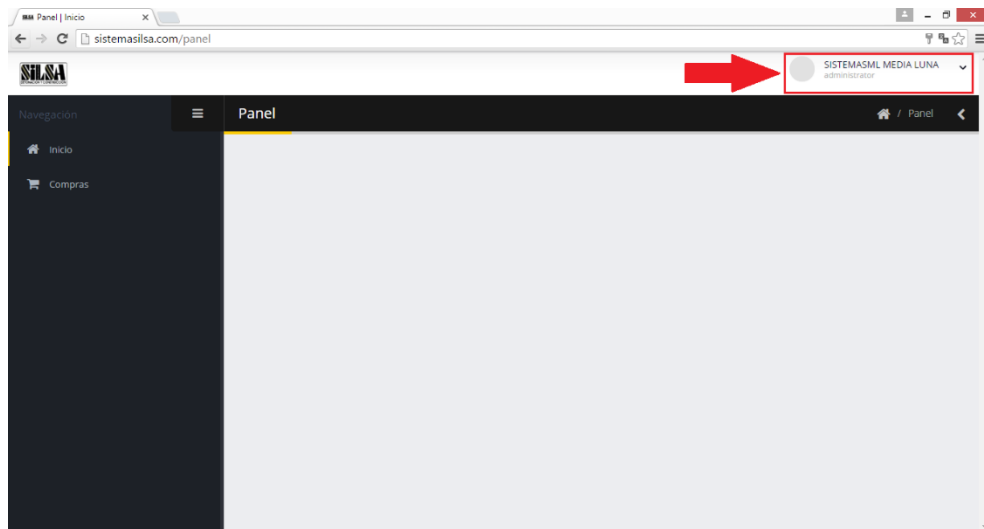 Panel | Inicio
sistemasilsa.com/panel
SiLSA
SISTEMASML MEDIA LUNA
administrator
Navegación
Panel
/ Panel
Inicio
Compras